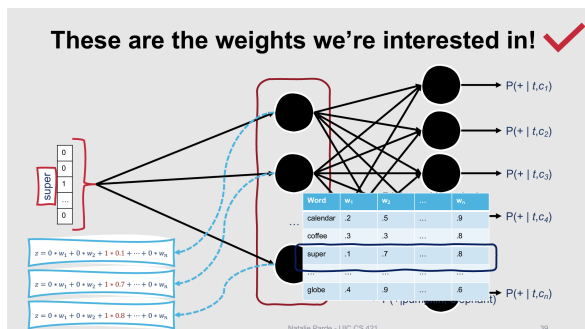 These are the weights we're interested in!
P(+ | t,c₁)
P(+ | t,c₂)
P(+ | t,c₃)
P(+ | t,c₄)
P(+ | t,cₙ)
super
0
0
1
...
0
...
Word w₁ w₂ ... wₙ
calendar .2 .5 ... .9
coffee .3 .3 ... .8
super .1 .7 ... .8
... ... ... ... ...
globe .4 .9 ... .6
z = 0 * w₁ + 0 * w₂ + 1 * 0.1 + ⋯ + 0 * wₙ
z = 0 * w₁ + 0 * w₂ + 1 * 0.7 + ⋯ + 0 * wₙ
z = 0 * w₁ + 0 * w₂ + 1 * 0.8 + ⋯ + 0 * wₙ
Natalie Parde - UIC CS 421
39